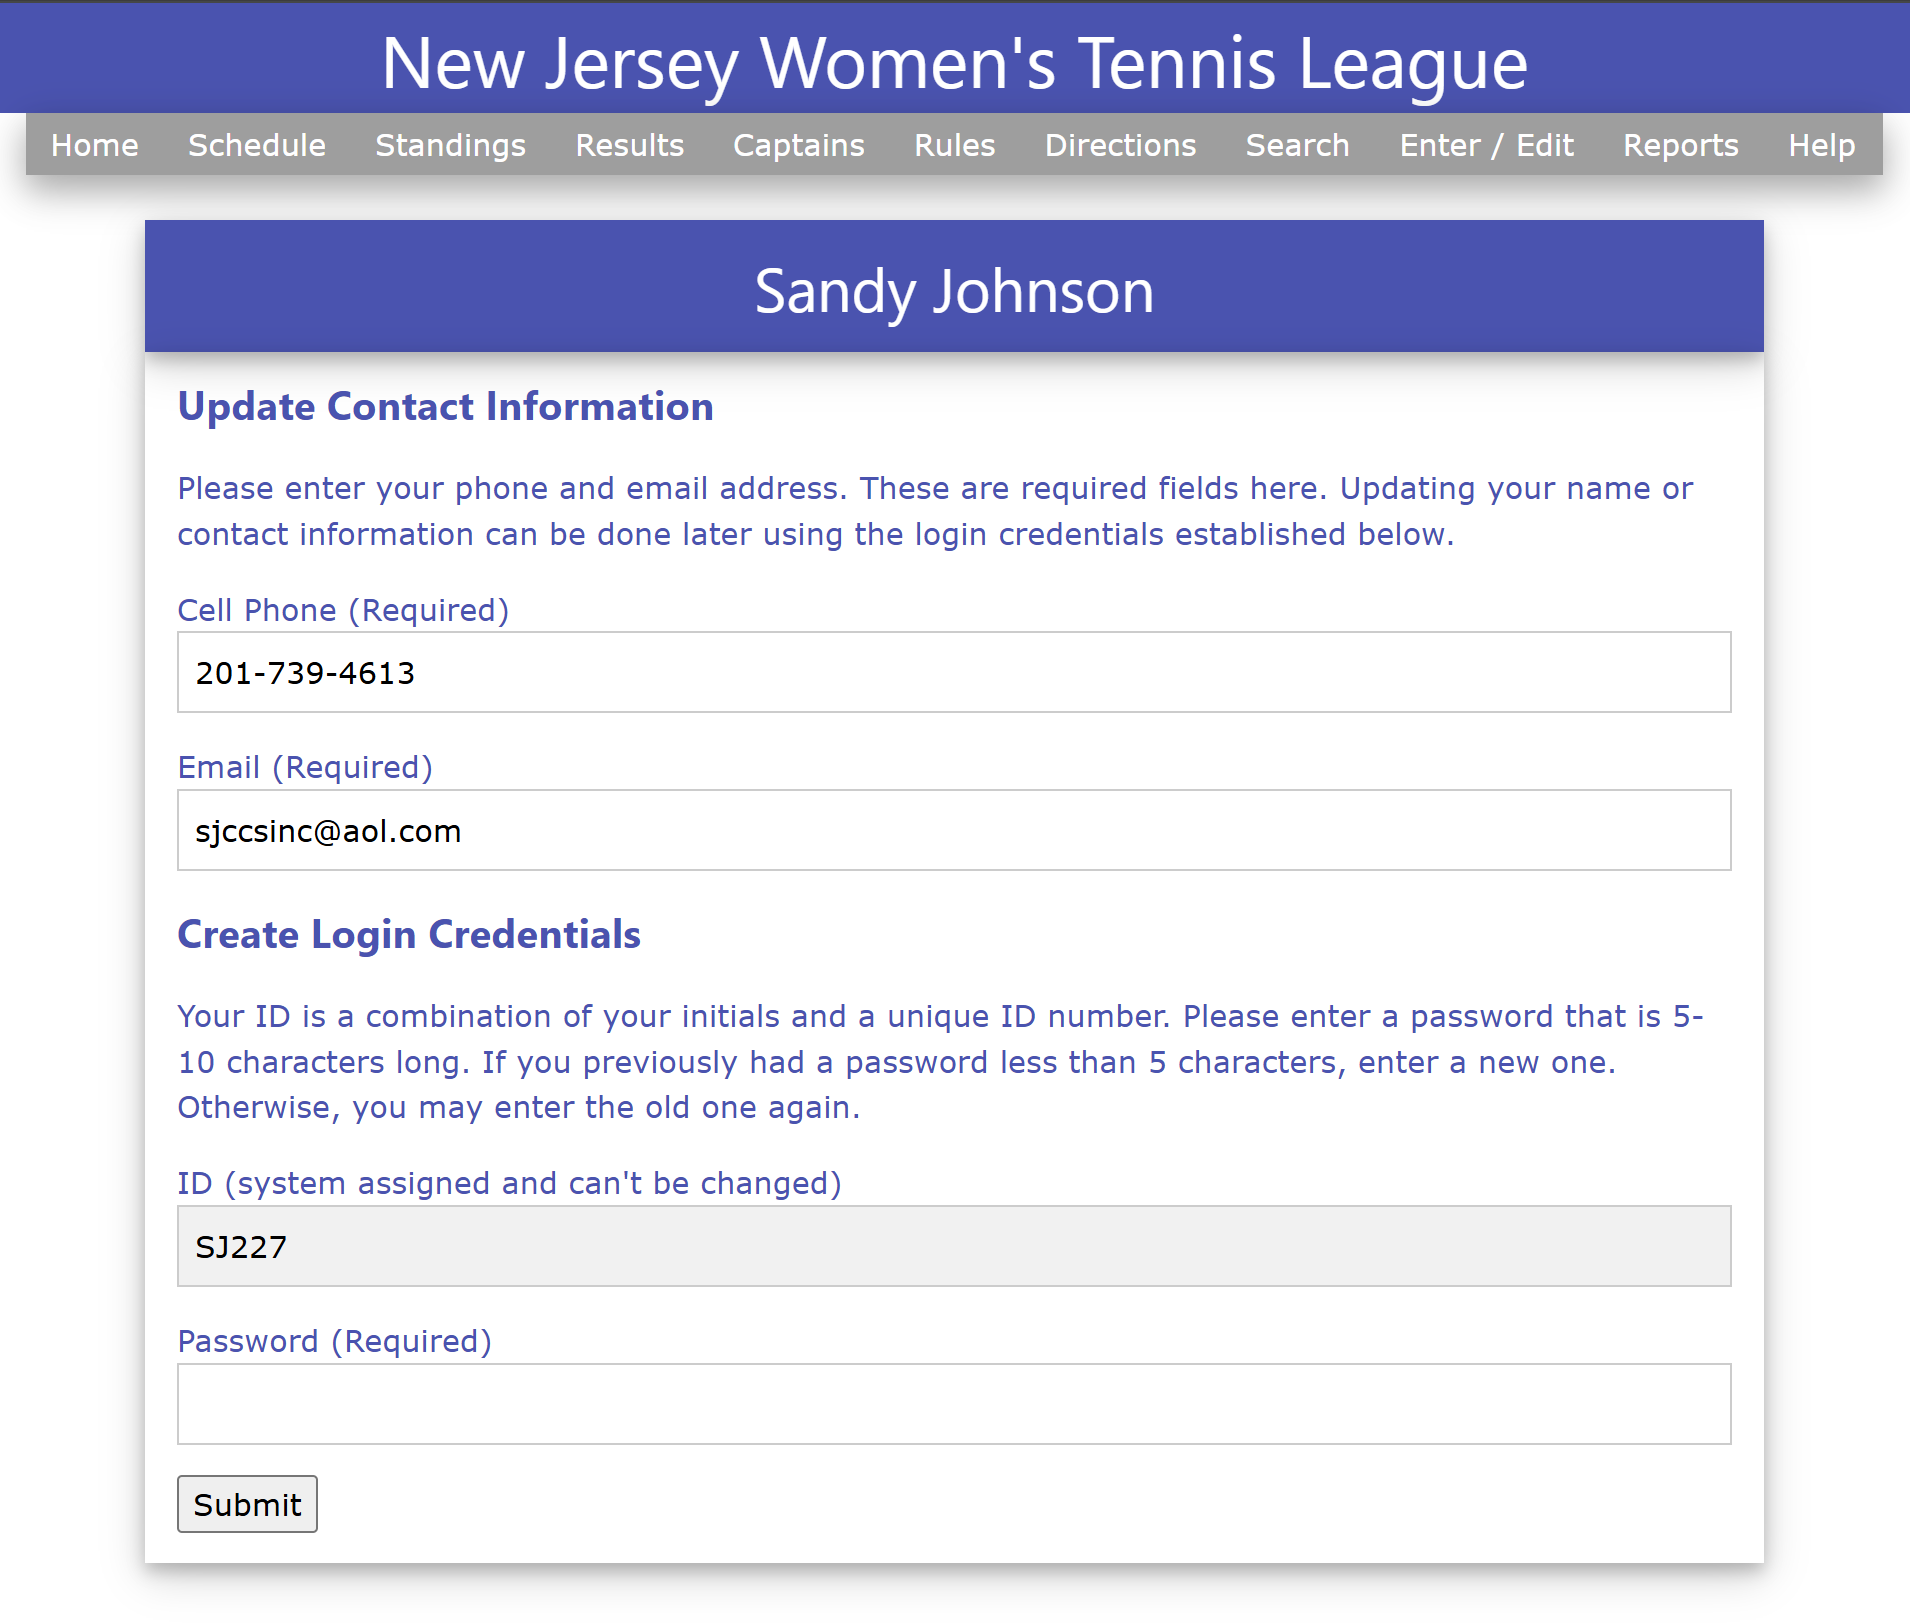 New Jersey Women's Tennis League
Home Schedule Standings Results Captains Rules Directions Search Enter / Edit Reports Help
Sandy Johnson
Update Contact Information
Please enter your phone and email address. These are required fields here. Updating your name or
contact information can be done later using the login credentials established below.
Cell Phone (Required)
201-739-4613
Email (Required)
sjccsinc@aol.com
Create Login Credentials
Your ID is a combination of your initials and a unique ID number. Please enter a password that is 5-
10 characters long. If you previously had a password less than 5 characters, enter a new one.
Otherwise, you may enter the old one again.
ID (system assigned and can't be changed)
SJ227
Password (Required)
Submit